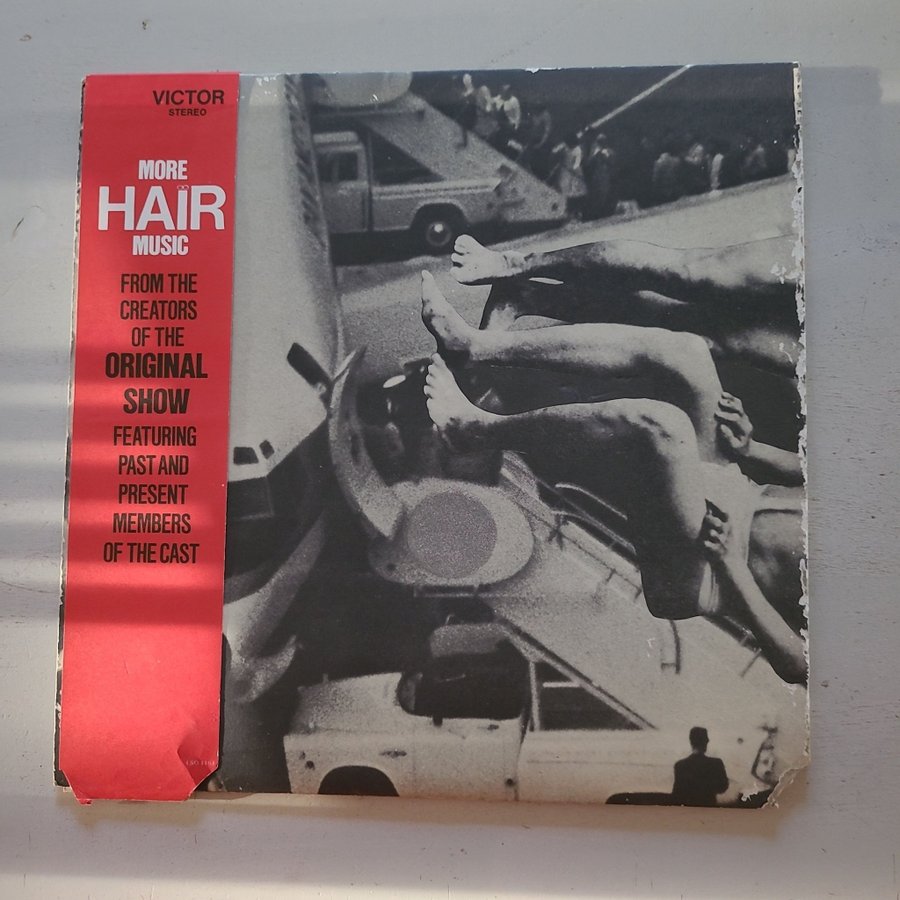 VICTOR
STEREO
MORE
HAIR
MUSIC
FROM THE
CREATORS
OF THE
ORIGINAL
SHOW
FEATURING
PAST AND
PRESENT
MEMBERS
OF THE CAST